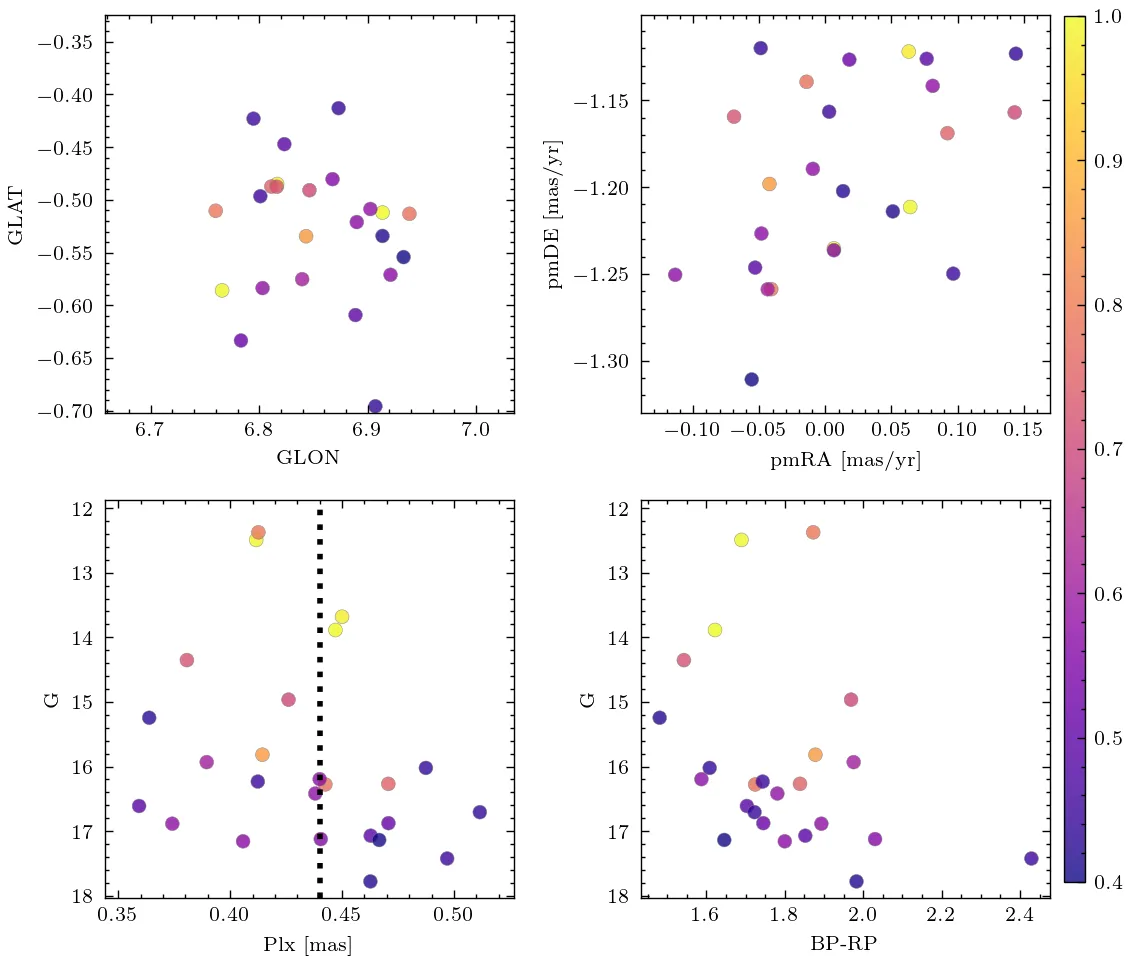 −0.35
−0.40
−0.45
−0.50
−0.55
−0.60
−0.65
−0.70
GLAT
6.7 6.8 6.9 7.0
GLON
−1.15
−1.20
−1.25
−1.30
pmDE [mas/yr]
−0.10 −0.05 0.00 0.05 0.10 0.15
pmRA [mas/yr]
12
13
14
15
16
17
18
G
0.35 0.40 0.45 0.50
Plx [mas]
12
13
14
15
16
17
18
G
1.6 1.8 2.0 2.2 2.4
BP-RP
1.0
0.9
0.8
0.7
0.6
0.5
0.4